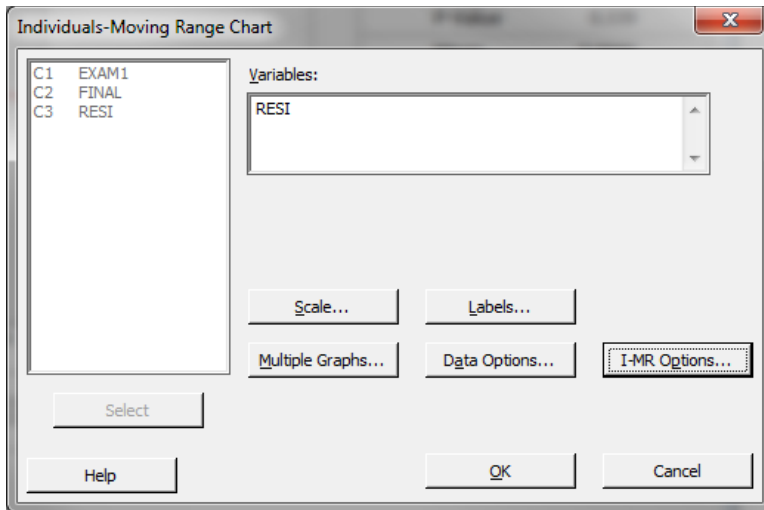 Individuals-Moving Range Chart
C1 EXAM1
C2 FINAL
C3 RESI
Variables:
RESI
Scale...
Labels...
Multiple Graphs...
Data Options...
I-MR Options...
Select
Help
OK
Cancel